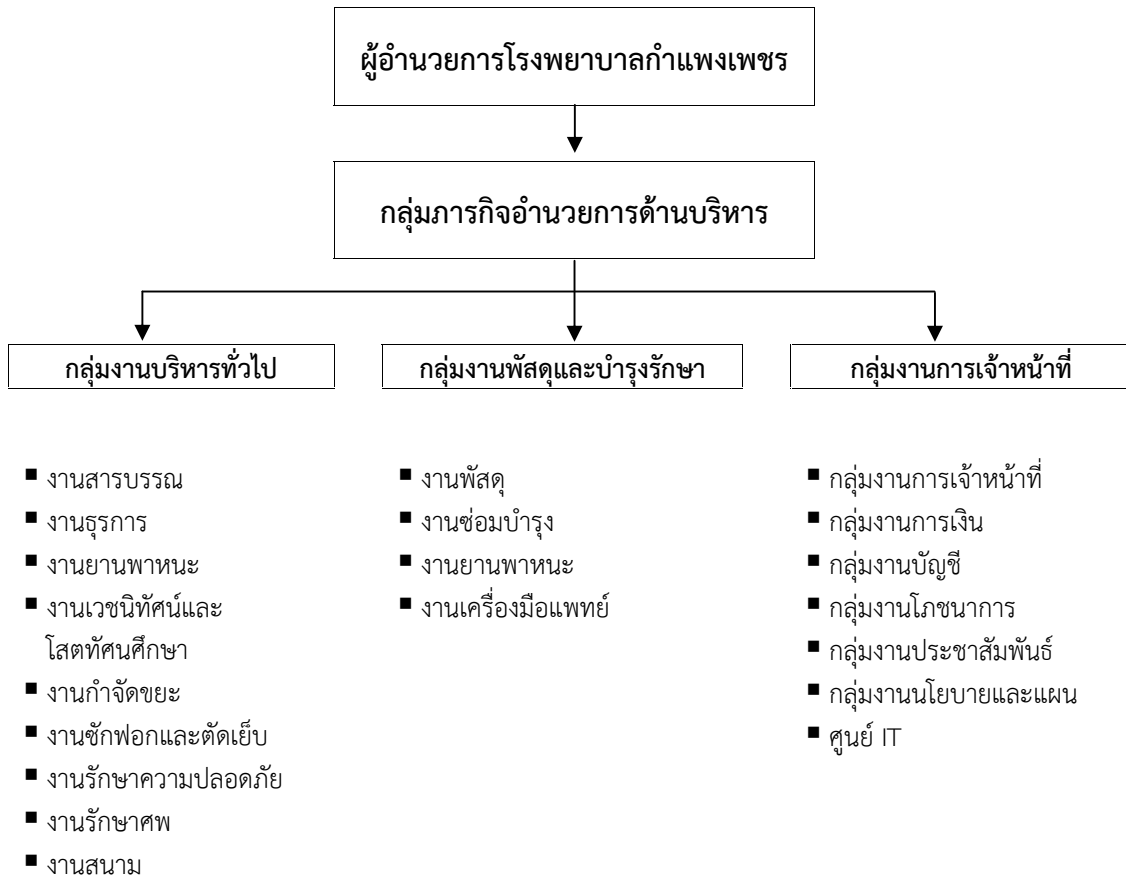 ผู้อำนวยการโรงพยาบาลกำแพงเพชร
กลุ่มภารกิจอำนวยการด้านบริหาร
กลุ่มงานบริหารทั่วไป
กลุ่มงานพัสดุและบำรุงรักษา
กลุ่มงานการเจ้าหน้าที่
▪ งานสารบรรณ
▪ งานธุรการ
▪ งานยานพาหนะ
▪ งานเวชนิทัศน์และ
โสตทัศนศึกษา
▪ งานกำจัดขยะ
▪ งานซักฟอกและตัดเย็บ
▪ งานรักษาความปลอดภัย
▪ งานรักษาศพ
▪ งานสนาม
▪ งานพัสดุ
▪ งานซ่อมบำรุง
▪ งานยานพาหนะ
▪ งานเครื่องมือแพทย์
▪ กลุ่มงานการเจ้าหน้าที่
▪ กลุ่มงานการเงิน
▪ กลุ่มงานบัญชี
▪ กลุ่มงานโภชนาการ
▪ กลุ่มงานประชาสัมพันธ์
▪ กลุ่มงานนโยบายและแผน
▪ ศูนย์ IT